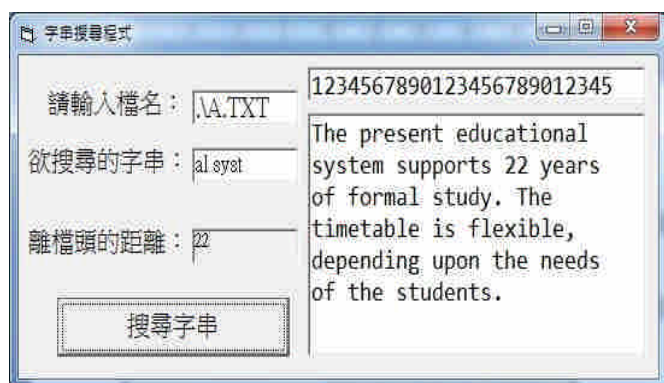 字串搜尋程式
請輸入檔名： .\A.TXT
欲搜尋的字串： al syst
離檔頭的距離： 22
搜尋字串
1234567890123456789012345
The present educational
system supports 22 years
of formal study. The
timetable is flexible,
depending upon the needs
of the students.